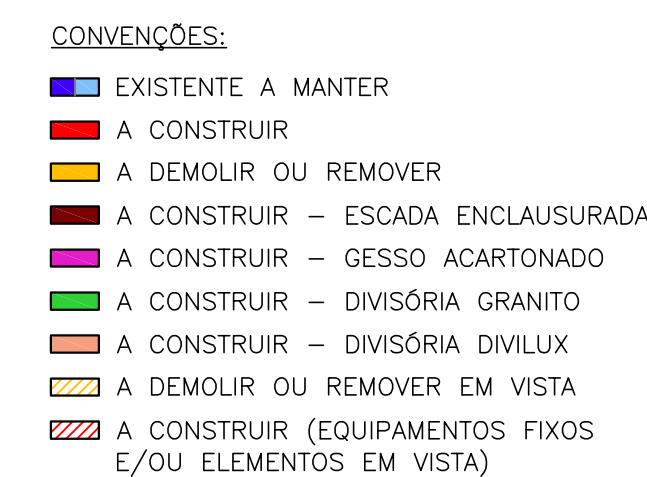 CONVENÇÕES:
EXISTENTE A MANTER
A CONSTRUIR
A DEMOLIR OU REMOVER
A CONSTRUIR – ESCADA ENCLAUSURADA
A CONSTRUIR – GESSO ACARTONADO
A CONSTRUIR – DIVISÓRIA GRANITO
A CONSTRUIR – DIVISÓRIA DIVILUX
A DEMOLIR OU REMOVER EM VISTA
A CONSTRUIR (EQUIPAMENTOS FIXOS
E/OU ELEMENTOS EM VISTA)